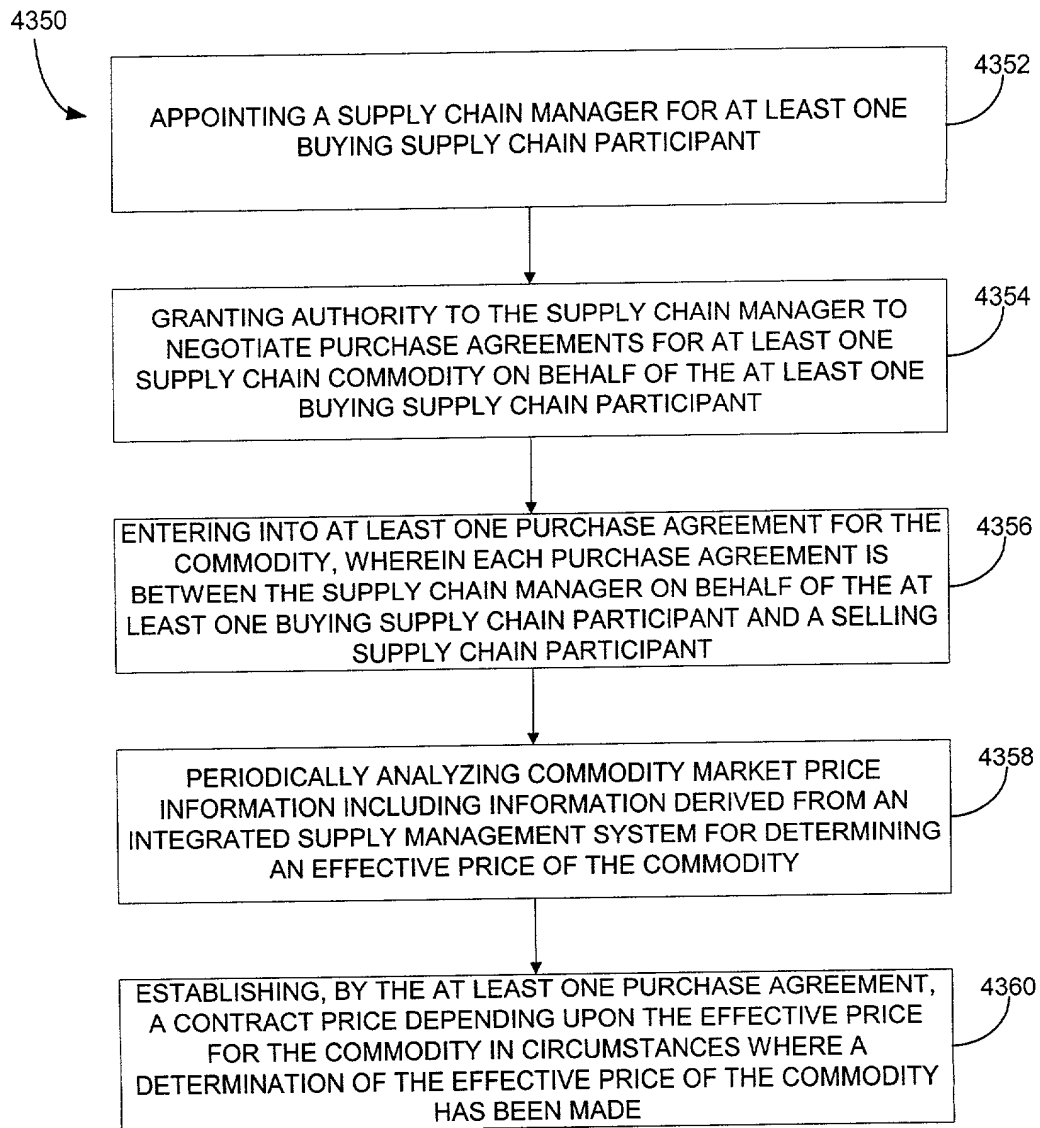 4350
4352
APPOINTING A SUPPLY CHAIN MANAGER FOR AT LEAST ONE
BUYING SUPPLY CHAIN PARTICIPANT
4354
GRANTING AUTHORITY TO THE SUPPLY CHAIN MANAGER TO
NEGOTIATE PURCHASE AGREEMENTS FOR AT LEAST ONE
SUPPLY CHAIN COMMODITY ON BEHALF OF THE AT LEAST ONE
BUYING SUPPLY CHAIN PARTICIPANT
4356
ENTERING INTO AT LEAST ONE PURCHASE AGREEMENT FOR THE
COMMODITY, WHEREIN EACH PURCHASE AGREEMENT IS
BETWEEN THE SUPPLY CHAIN MANAGER ON BEHALF OF THE AT
LEAST ONE BUYING SUPPLY CHAIN PARTICIPANT AND A SELLING
SUPPLY CHAIN PARTICIPANT
4358
PERIODICALLY ANALYZING COMMODITY MARKET PRICE
INFORMATION INCLUDING INFORMATION DERIVED FROM AN
INTEGRATED SUPPLY MANAGEMENT SYSTEM FOR DETERMINING
AN EFFECTIVE PRICE OF THE COMMODITY
4360
ESTABLISHING, BY THE AT LEAST ONE PURCHASE AGREEMENT,
A CONTRACT PRICE DEPENDING UPON THE EFFECTIVE PRICE
FOR THE COMMODITY IN CIRCUMSTANCES WHERE A
DETERMINATION OF THE EFFECTIVE PRICE OF THE COMMODITY
HAS BEEN MADE